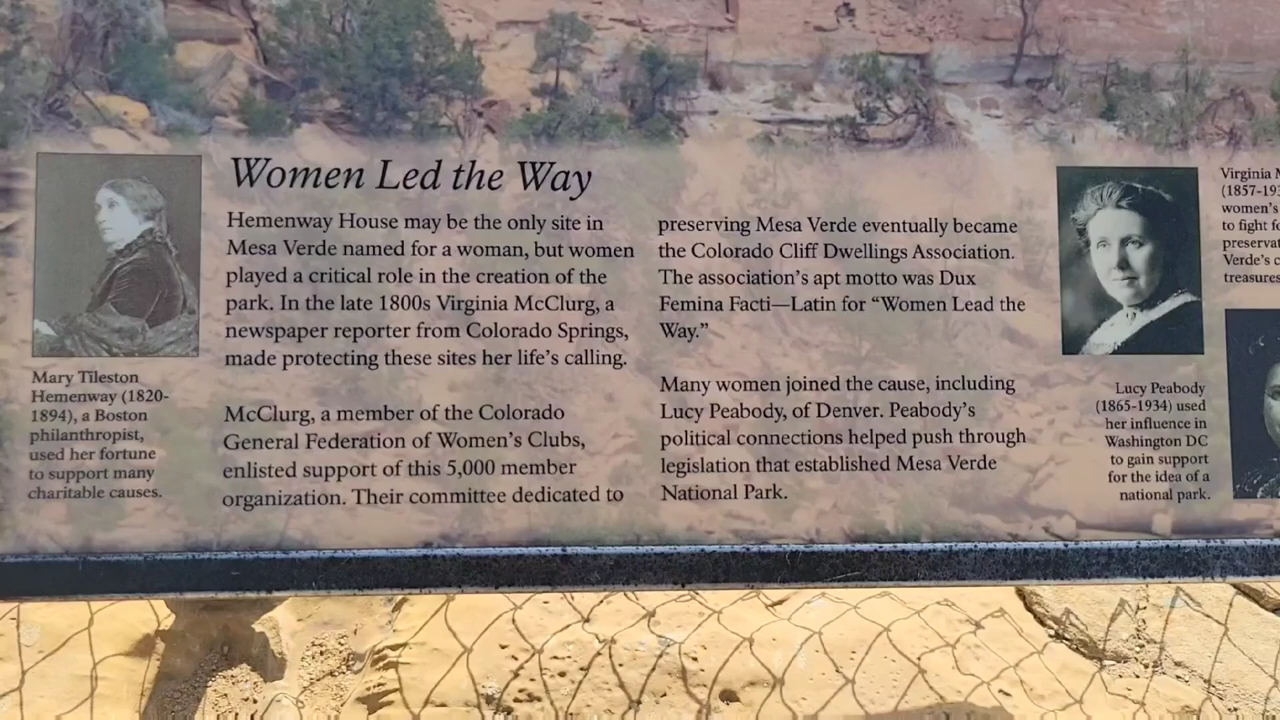 Women Led the Way
Hemenway House may be the only site in
Mesa Verde named for a woman, but women
played a critical role in the creation of the
park. In the late 1800s Virginia McClurg, a
newspaper reporter from Colorado Springs,
made protecting these sites her life's calling.
McClurg, a member of the Colorado
General Federation of Women's Clubs,
enlisted support of this 5,000 member
organization. Their committee dedicated to
preserving Mesa Verde eventually became
the Colorado Cliff Dwellings Association.
The association's apt motto was Dux
Femina Facti—Latin for “Women Lead the
Way.”
Many women joined the cause, including
Lucy Peabody, of Denver. Peabody's
political connections helped push through
legislation that established Mesa Verde
National Park.
Mary Tileston
Hemenway (1820-
1894), a Boston
philanthropist,
used her fortune
to support many
charitable causes.
Lucy Peabody
(1865-1934) used
her influence in
Washington DC
to gain support
for the idea of a
national park.
Virginia
(1857-
women's
to fight
Verde's
treasures